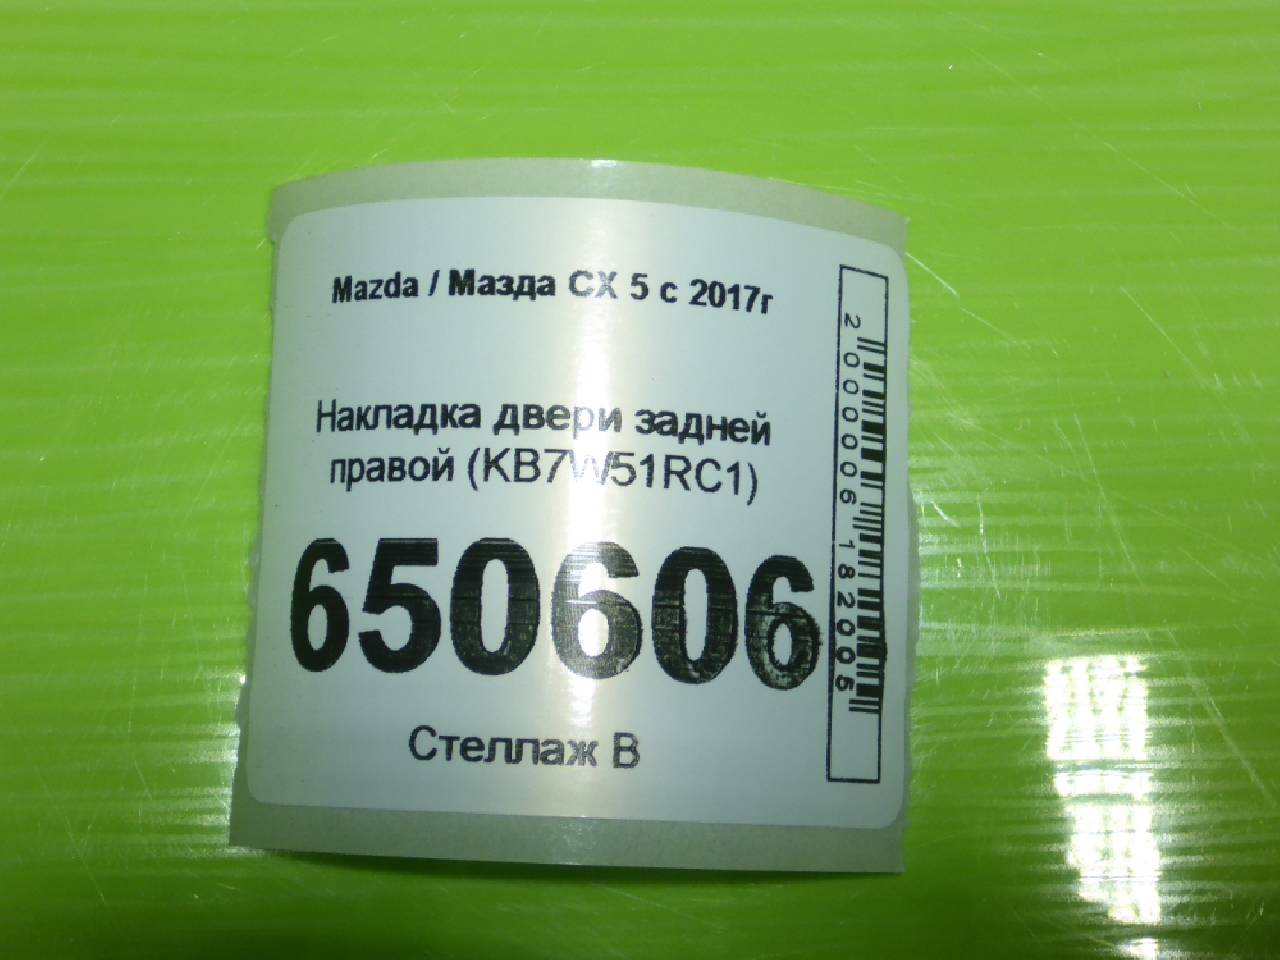 Mazda / Мазда CX 5 с 2017г
Накладка двери задней
правой (KB7W51RC1)
650606
Стеллаж В
2000006182005